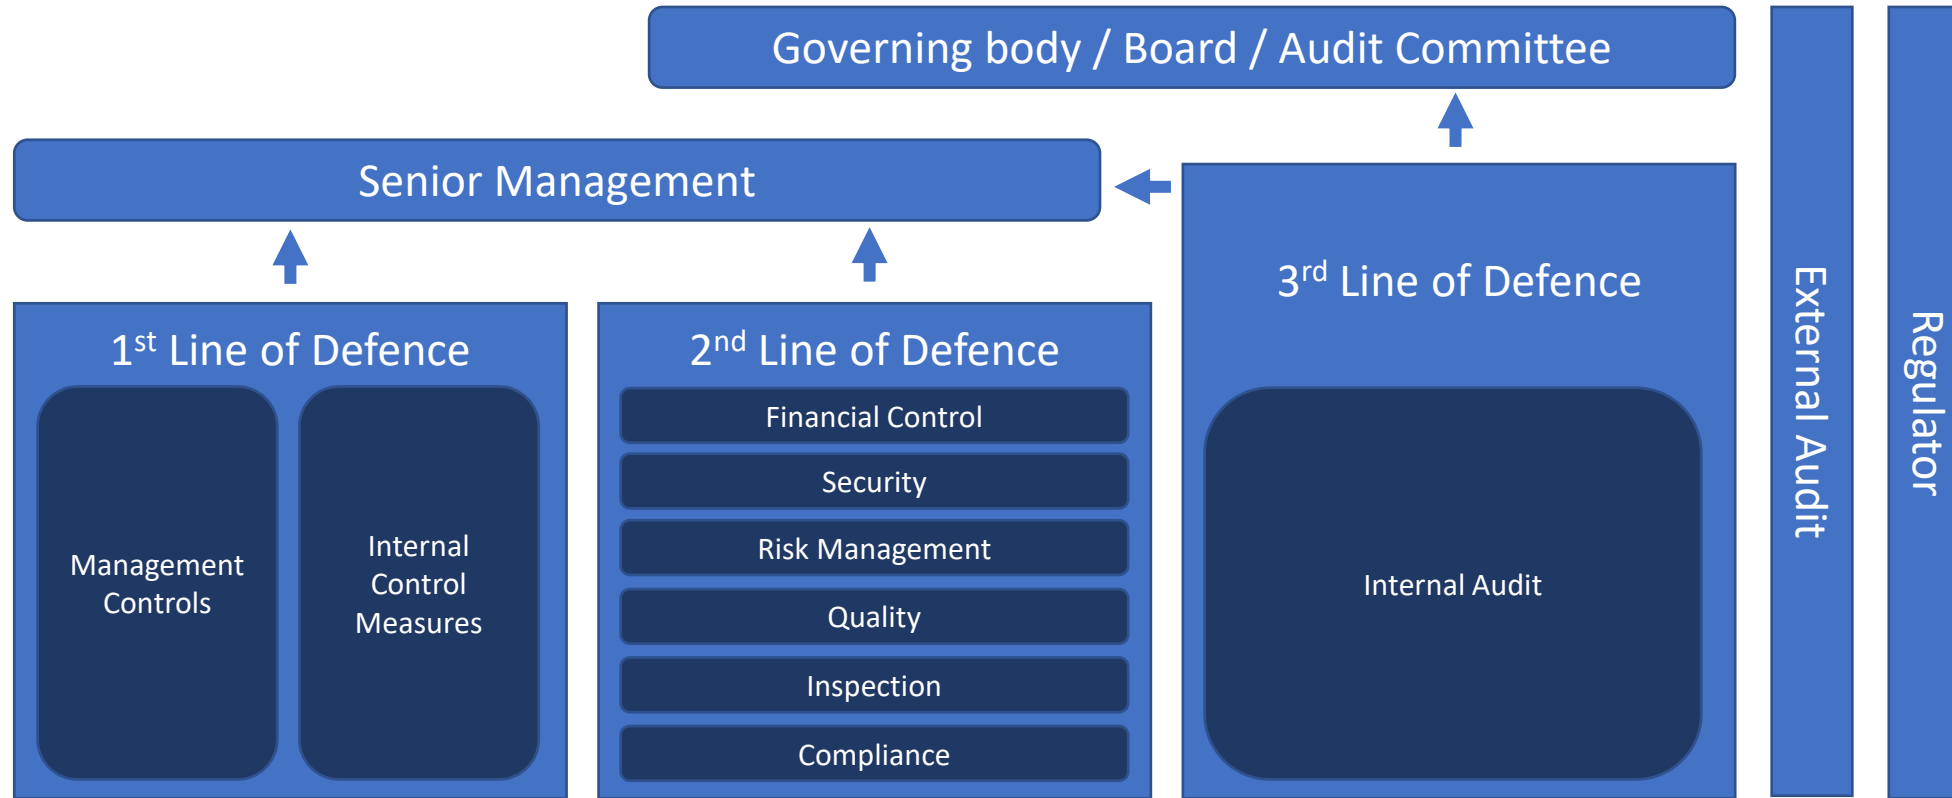 Governing body / Board / Audit Committee
Senior Management
1st Line of Defence
Management
Controls
Internal
Control
Measures
2nd Line of Defence
Financial Control
Security
Risk Management
Quality
Inspection
Compliance
3rd Line of Defence
Internal Audit
External Audit
Regulator